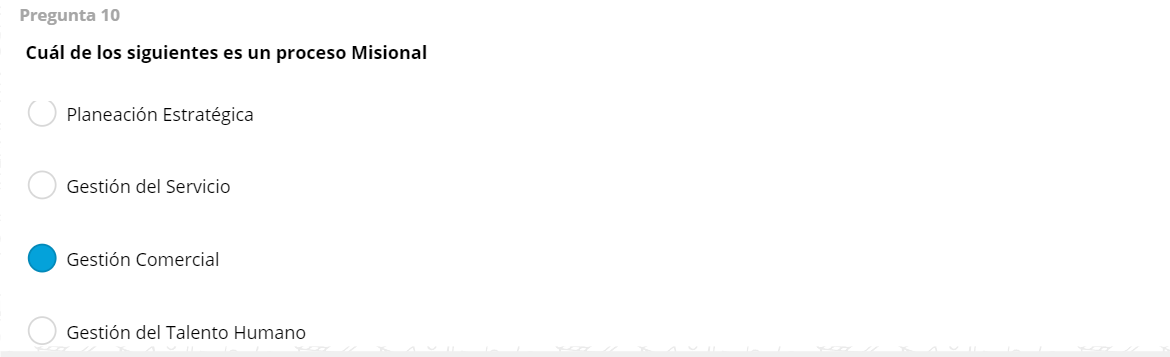 Pregunta 10
Cuál de los siguientes es un proceso Misional
Planeación Estratégica
Gestión del Servicio
Gestión Comercial
Gestión del Talento Humano